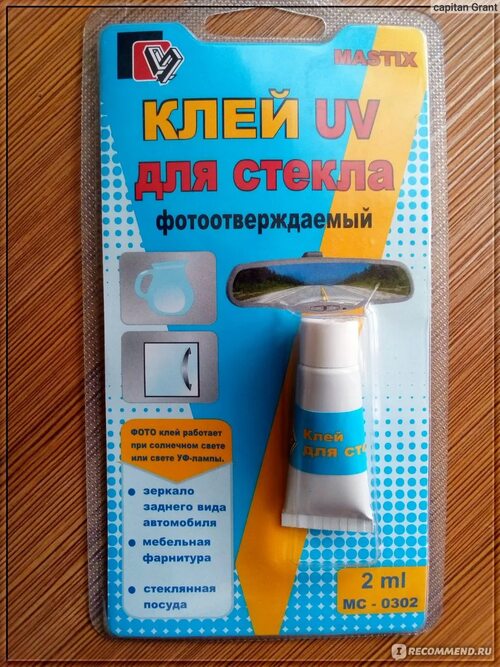 capitan Grant
MASTIX
КЛЕЙ UV
для стекла
фотоотверждаемый
Клей
для сте
ФОТО клей работает
при солнечном свете
или свете УФ-лампы.
• зеркало
заднего вида
автомобиля
• мебельная
фарнитура
• стеклянная
посуда
2 ml
МС - 0302
I RECOMMEND.RU